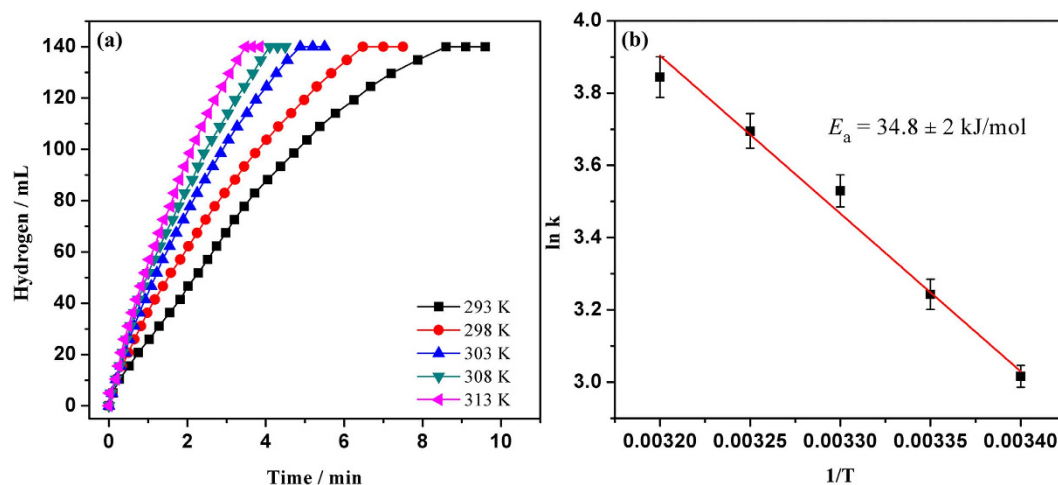 (a)
140
120
100
80
60
40
20
0
Hydrogen / mL
293 K
298 K
303 K
308 K
313 K
0 2 4 6 8 10
Time / min
(b)
4.0
3.8
3.6
3.4
3.2
3.0
ln k
Ea = 34.8 ± 2 kJ/mol
0.00320 0.00325 0.00330 0.00335 0.00340
1/T